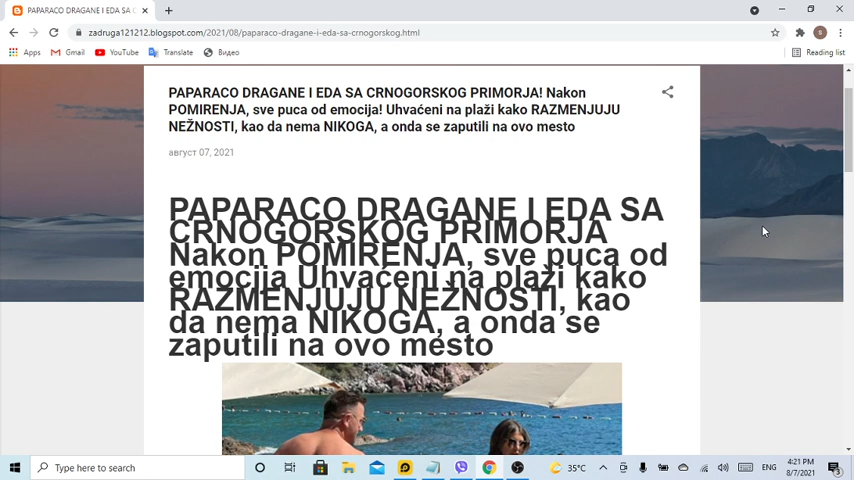 PAPARACO DRAGANE I EDA SA C
zadruga121212.blogspot.com/2021/08/paparaco-dragane-i-eda-sa-crnogorskog.html
S
Apps
Gmail
YouTube
Translate
Видео
Reading list
PAPARACO DRAGANE I EDA SA CRNOGORSKOG PRIMORJA! Nakon
POMIRENJA, sve puca od emocija! Uhvaćeni na plaži kako RAZMENJUJU
NEŽNOSTI, kao da nema NIKOGA, a onda se zaputili na ovo mesto
август 07, 2021
PAPARACO DRAGANE I EDA SA
CRNOGORSKOG PRIMORJA
Nakon POMIRENJA, sve puca od
emocija Uhvaćeni na plaži kako
RAZMENJUJU NEŽNOSTI, kao
da nema NIKOGA, a onda se
zaputili na ovo mesto
Type here to search
35°C
ENG
4:21 PM
8/7/2021
3